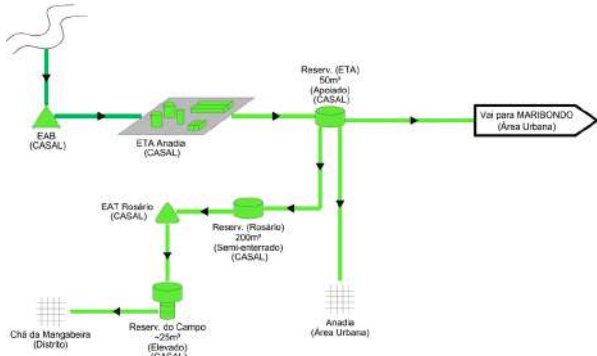 Reserv. (ETA)
50m³
(Apoiado)
(CASAL)
Vai para MARIBONDO
(Área Urbana)
EAB
(CASAL)
ETA Anadia
(CASAL)
EAT Rosário
(CASAL)
Reserv. (Rosário)
200m³
(Semi-enterrado)
(CASAL)
Anadia
(Área Urbana)
Chã da Mangabeira
(Distrito)
Reserv. do Campo
~25m³
(Elevado)
(CASAL)